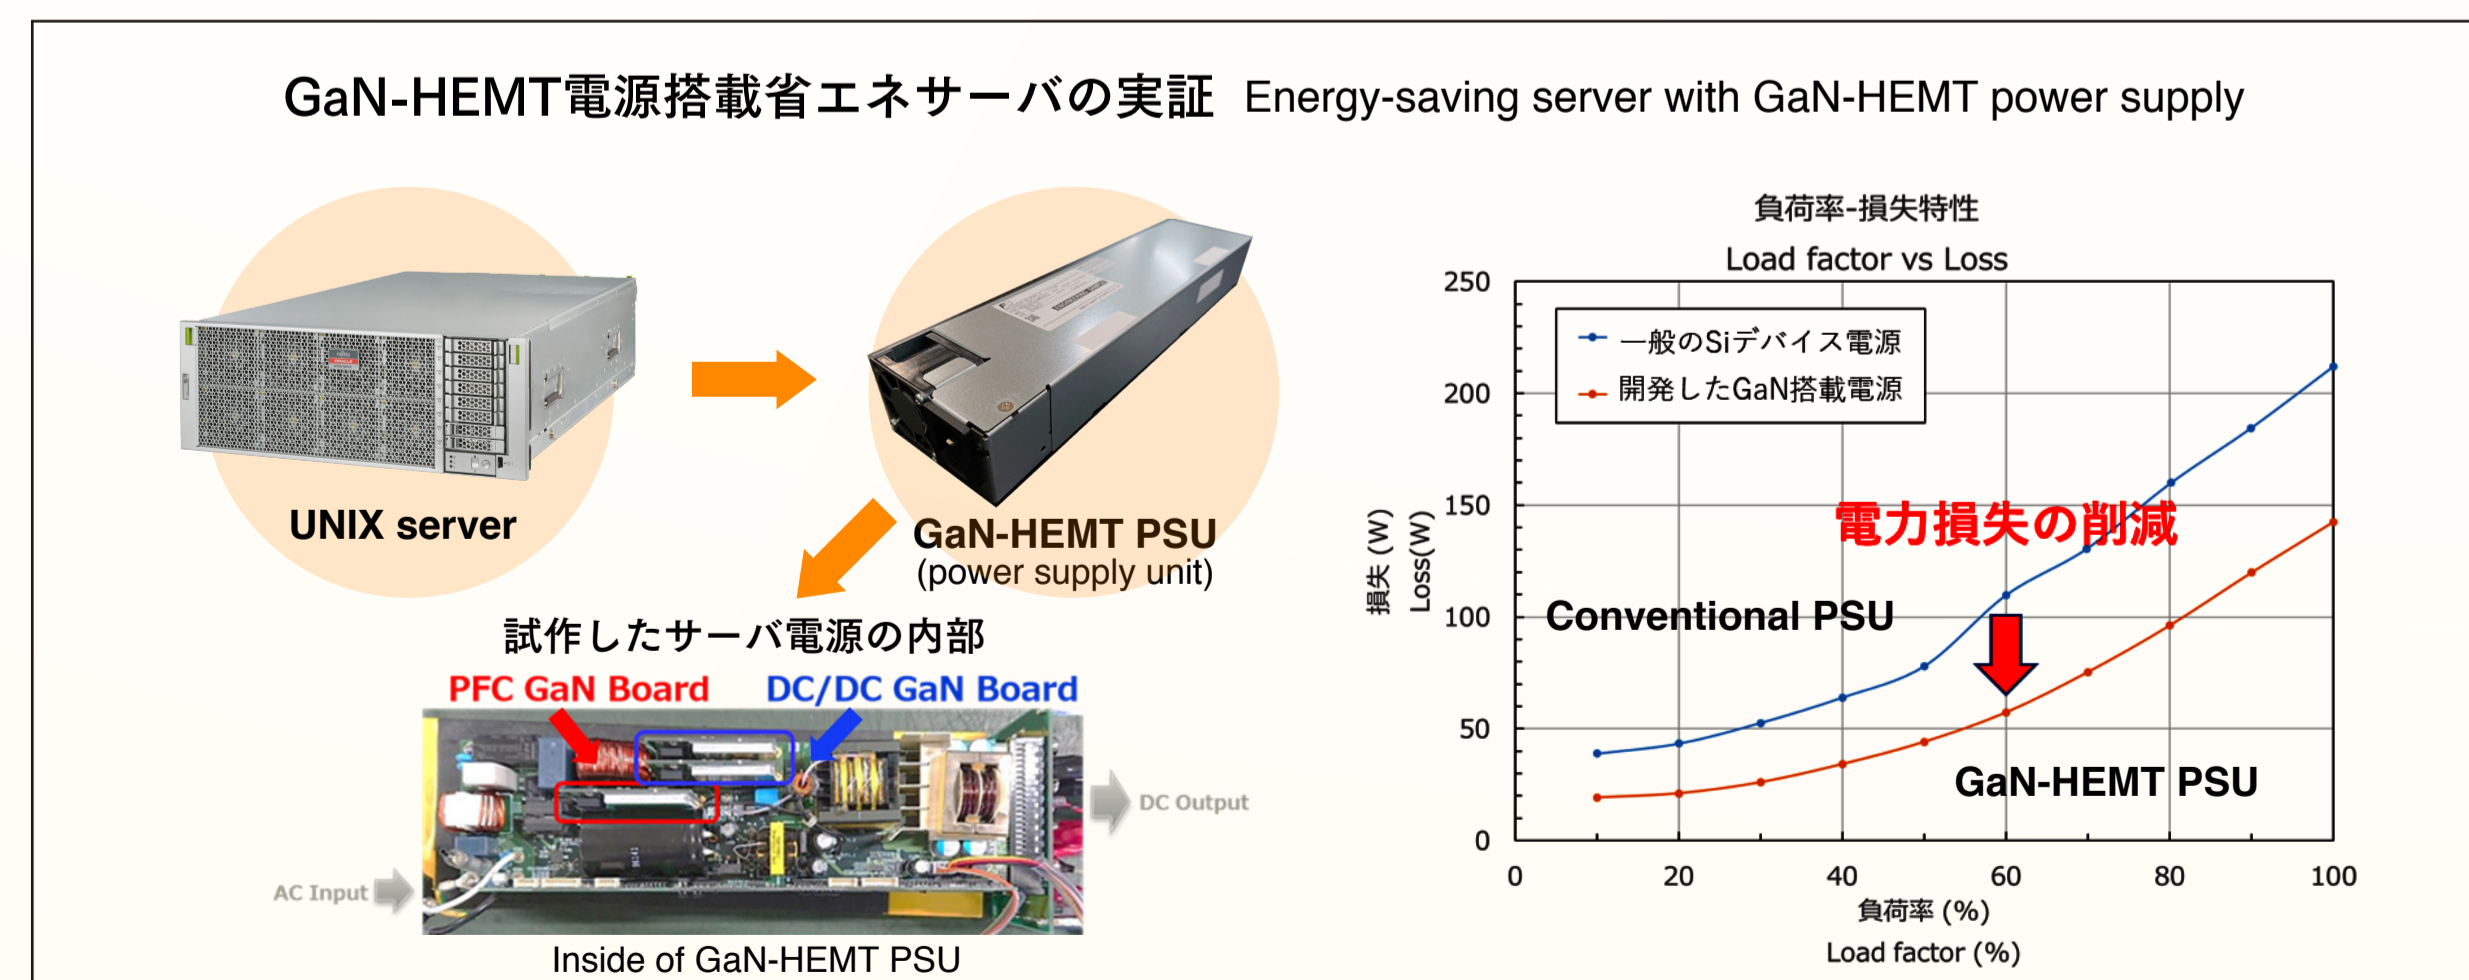 GaN-HEMT電源搭載省エネサーバの実証 Energy-saving server with GaN-HEMT power supply
UNIX server
GaN-HEMT PSU
(power supply unit)
試作したサーバ電源の内部
PFC GaN Board
DC/DC GaN Board
AC Input
DC Output
Inside of GaN-HEMT PSU
負荷率-損失特性
Load factor vs Loss
一般のSiデバイス電源
開発したGaN搭載電源
電力損失の削減
Conventional PSU
GaN-HEMT PSU
損失 (W)
Loss(W)
250
200
150
100
50
0
0 20 40 60 80 100
負荷率 (%)
Load factor (%)